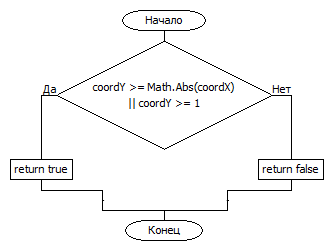 Начало
coordY >= Math.Abs(coordX)
|| coordY >= 1
Да
Нет
return true
return false
Конец